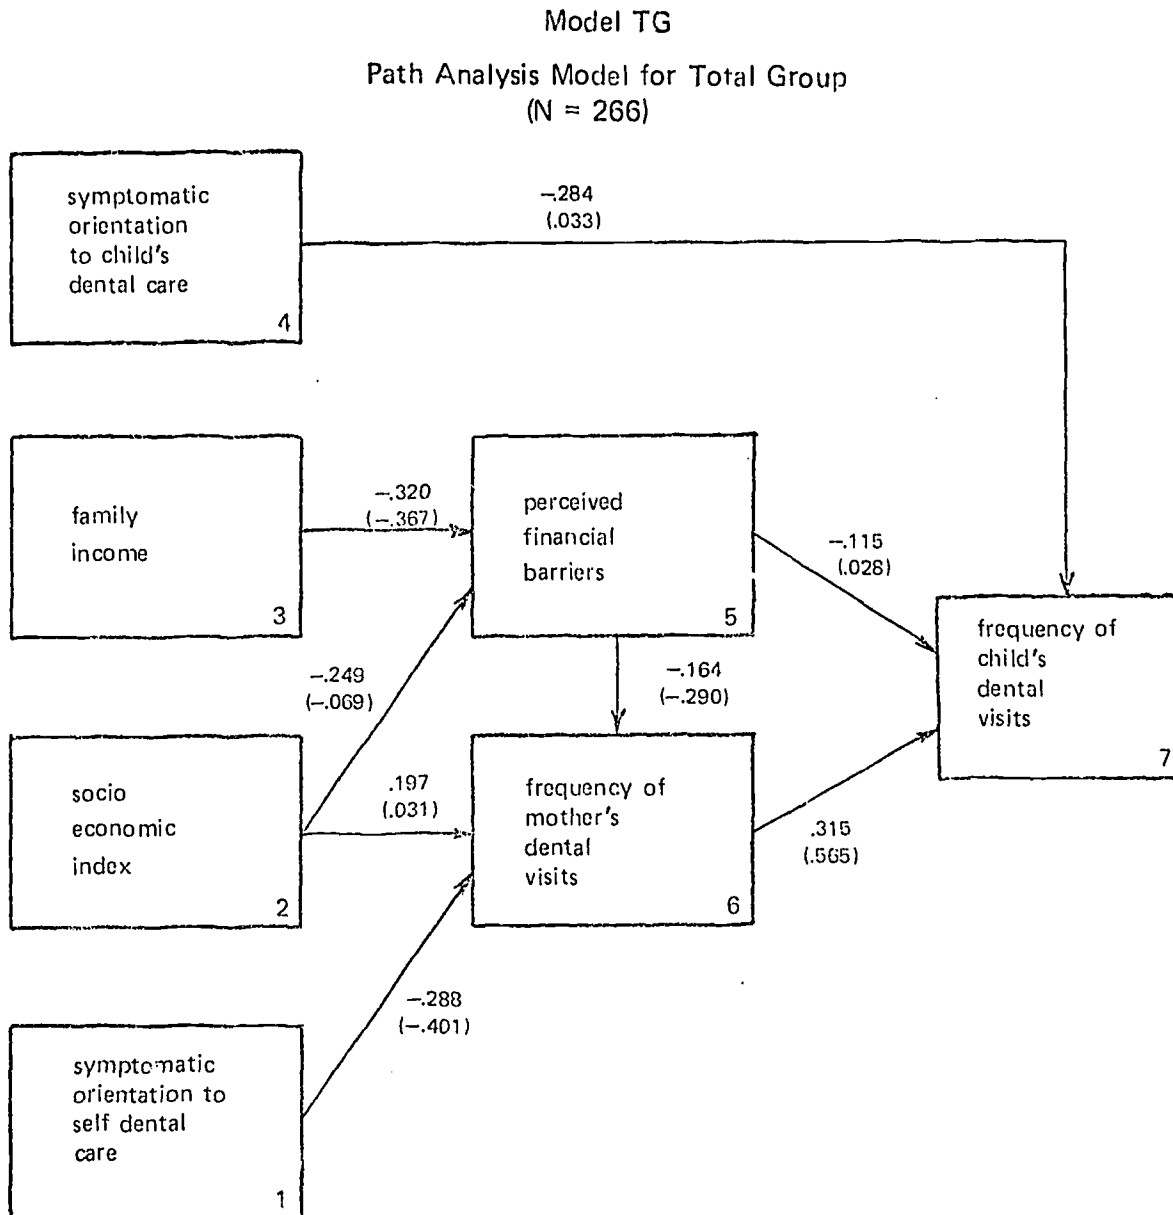 Model TG
Path Analysis Model for Total Group
(N = 266)
symptomatic
orientation
to child's
dental care
4
−.284
(.033)
family
income
3
−.320
(−.367)
perceived
financial
barriers
5
−.115
(.028)
frequency of
child's
dental
visits
7
−.249
(−.069)
−.164
(−.290)
socio
economic
index
2
.197
(.031)
frequency of
mother's
dental
visits
6
.315
(.565)
−.288
(−.401)
symptomatic
orientation to
self dental
care
1